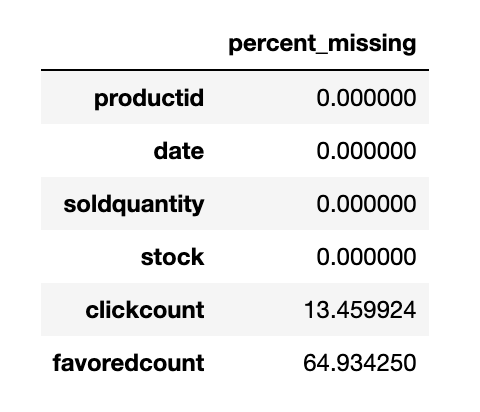 percent_missing
productid 0.000000
date 0.000000
soldquantity 0.000000
stock 0.000000
clickcount 13.459924
favoredcount 64.934250